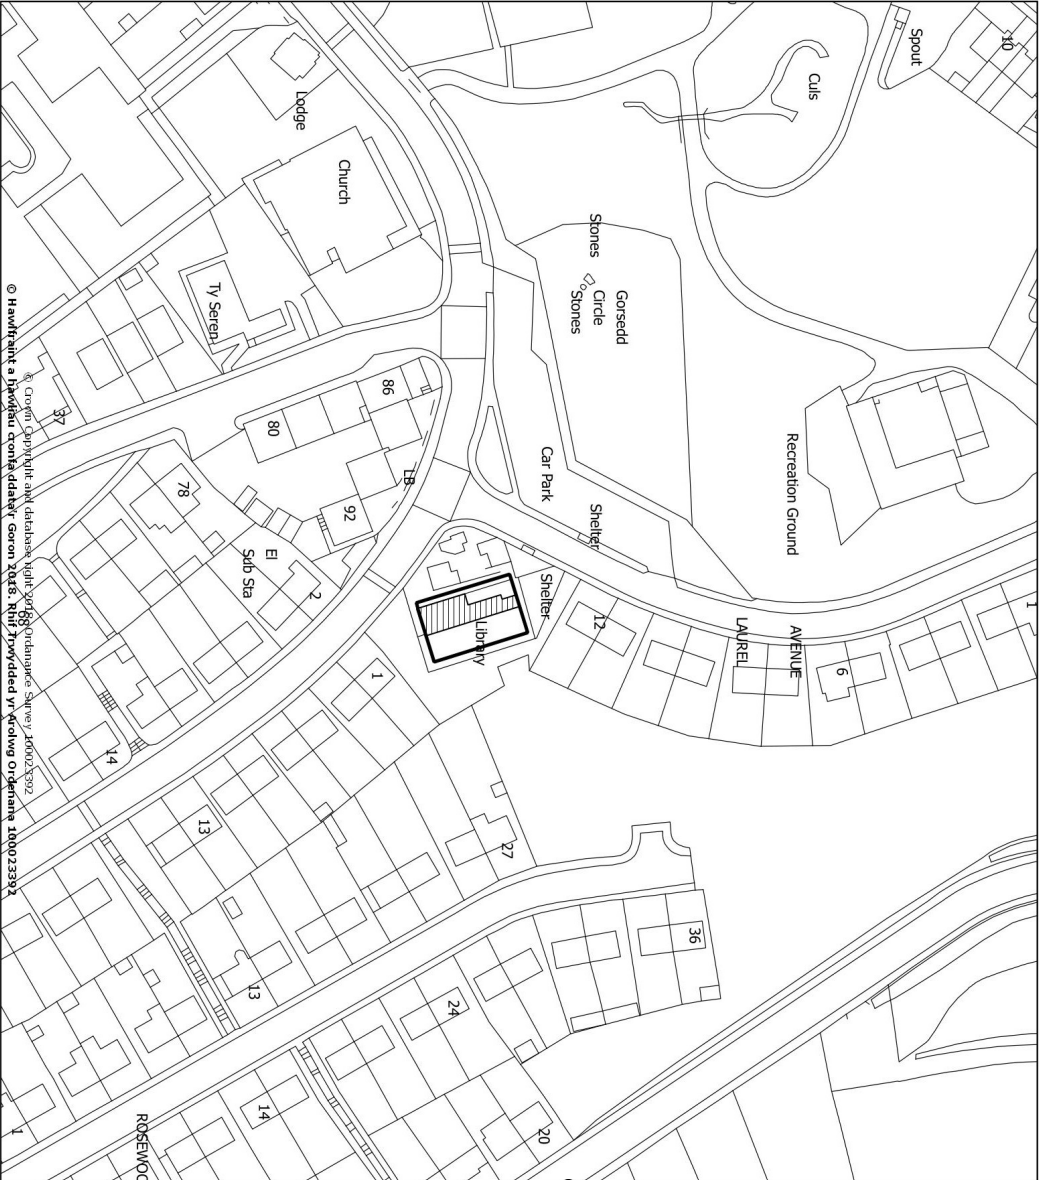 10
Spout
Culs
Lodge
Church
Stones
Gorsedd
Circle
Stones
Ty Seren
37
86
80
Car Park
Recreation Ground
LB
78
92
Shelter
El
Sub Sta
2
Shelter
12
1
LAUREL
AVENUE
Library
6
68
1
14
13
27
36
13
24
14
20
ROSEWOO
1
© Crown Copyright and database right 2018. Ordnance Survey 100023392
© Hawlfraint a hawliau cronfa ddata'r Goron 2018. Rhif Trwydded yr Arolwg Ordnans 100023392